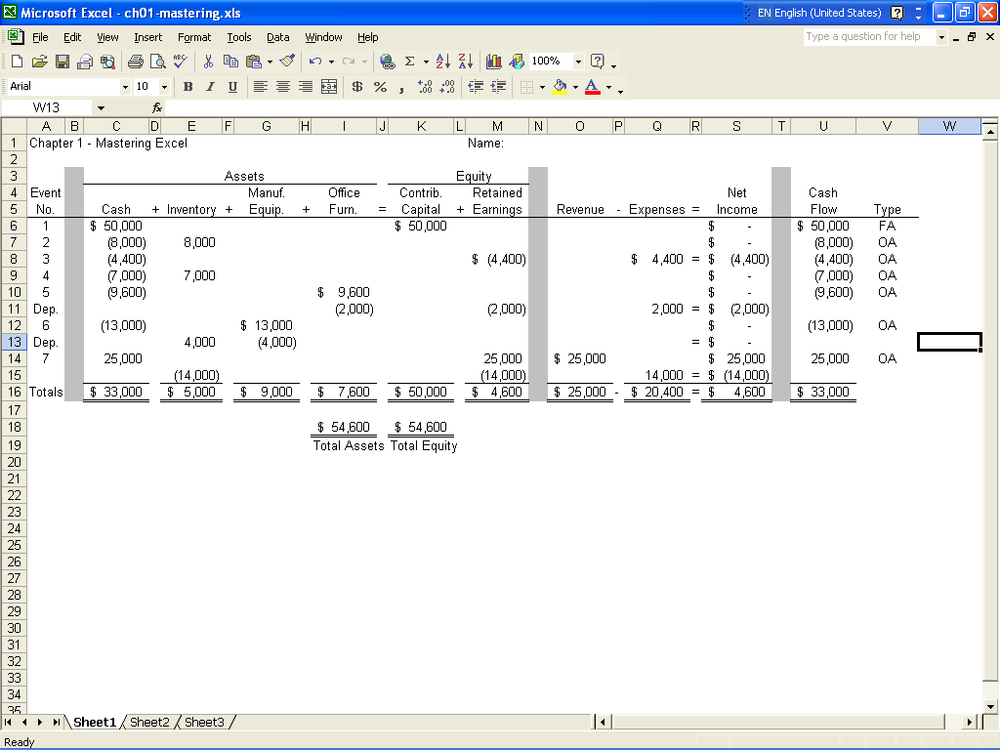 Microsoft Excel - ch01-mastering.xls EN English (United States)
File Edit View Insert Format Tools Data Window Help Type a question for help
100%
Arial 10 B I U $ % ,
W13 fx
A B C D E F G H I J K L M N O P Q R S T U V W
1 Chapter 1 - Mastering Excel Name:
2
3 Assets Equity
4 Event Manuf. Office Contrib. Retained Net Cash
5 No. Cash + Inventory + Equip. + Furn. = Capital + Earnings Revenue - Expenses = Income Flow Type
6 1 $ 50,000 $ 50,000 $ - $ 50,000 FA
7 2 (8,000) 8,000 $ - (8,000) OA
8 3 (4,400) $ (4,400) $ 4,400 = $ (4,400) (4,400) OA
9 4 (7,000) 7,000 $ - (7,000) OA
10 5 (9,600) $ 9,600 $ - (9,600) OA
11 Dep. (2,000) (2,000) 2,000 = $ (2,000)
12 6 (13,000) $ 13,000 $ - (13,000) OA
13 Dep. 4,000 (4,000) = $ -
14 7 25,000 25,000 $ 25,000 $ 25,000 25,000 OA
15 (14,000) (14,000) 14,000 = $ (14,000)
16 Totals $ 33,000 $ 5,000 $ 9,000 $ 7,600 $ 50,000 $ 4,600 $ 25,000 - $ 20,400 = $ 4,600 $ 33,000
17
18 $ 54,600 $ 54,600
19 Total Assets Total Equity
20
21
22
23
24
25
26
27
28
29
30
31
32
33
34
35
Sheet1 Sheet2 Sheet3
Ready